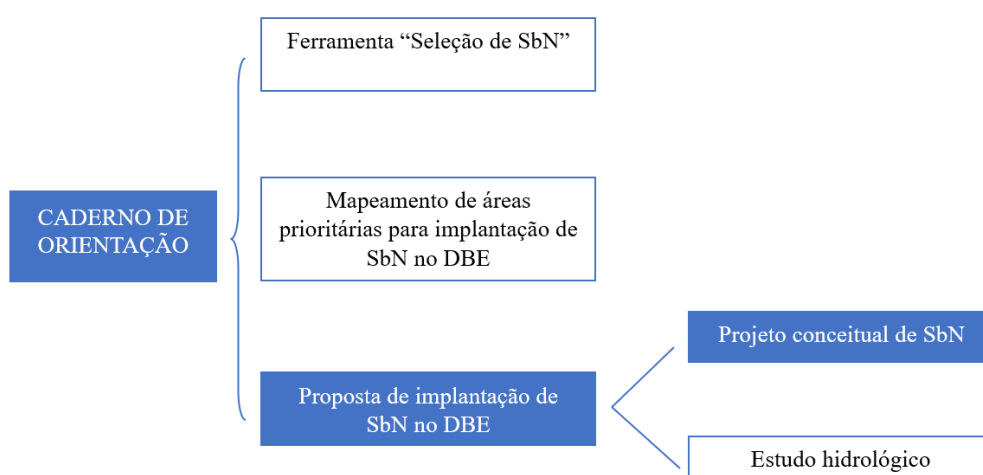 Ferramenta “Seleção de SbN”
CADERNO DE
ORIENTAÇÃO
Mapeamento de áreas
prioritárias para implantação de
SbN no DBE
Proposta de implantação de
SbN no DBE
Projeto conceitual de SbN
Estudo hidrológico